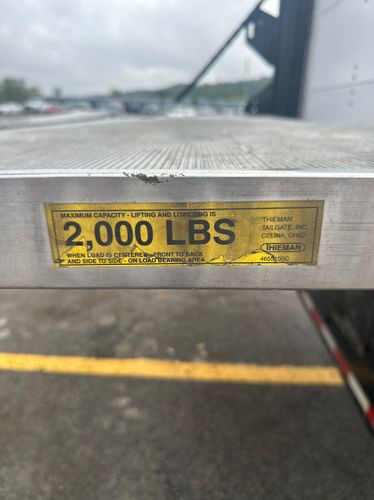 MAXIMUM CAPACITY - LIFTING AND LOWERING IS
2,000 LBS
WHEN LOAD IS CENTERED - FRONT TO BACK
AND SIDE TO SIDE - ON LOAD BEARING AREA
THIEMAN
TAILGATE, INC.
CELINA, OHIO
THIEMAN